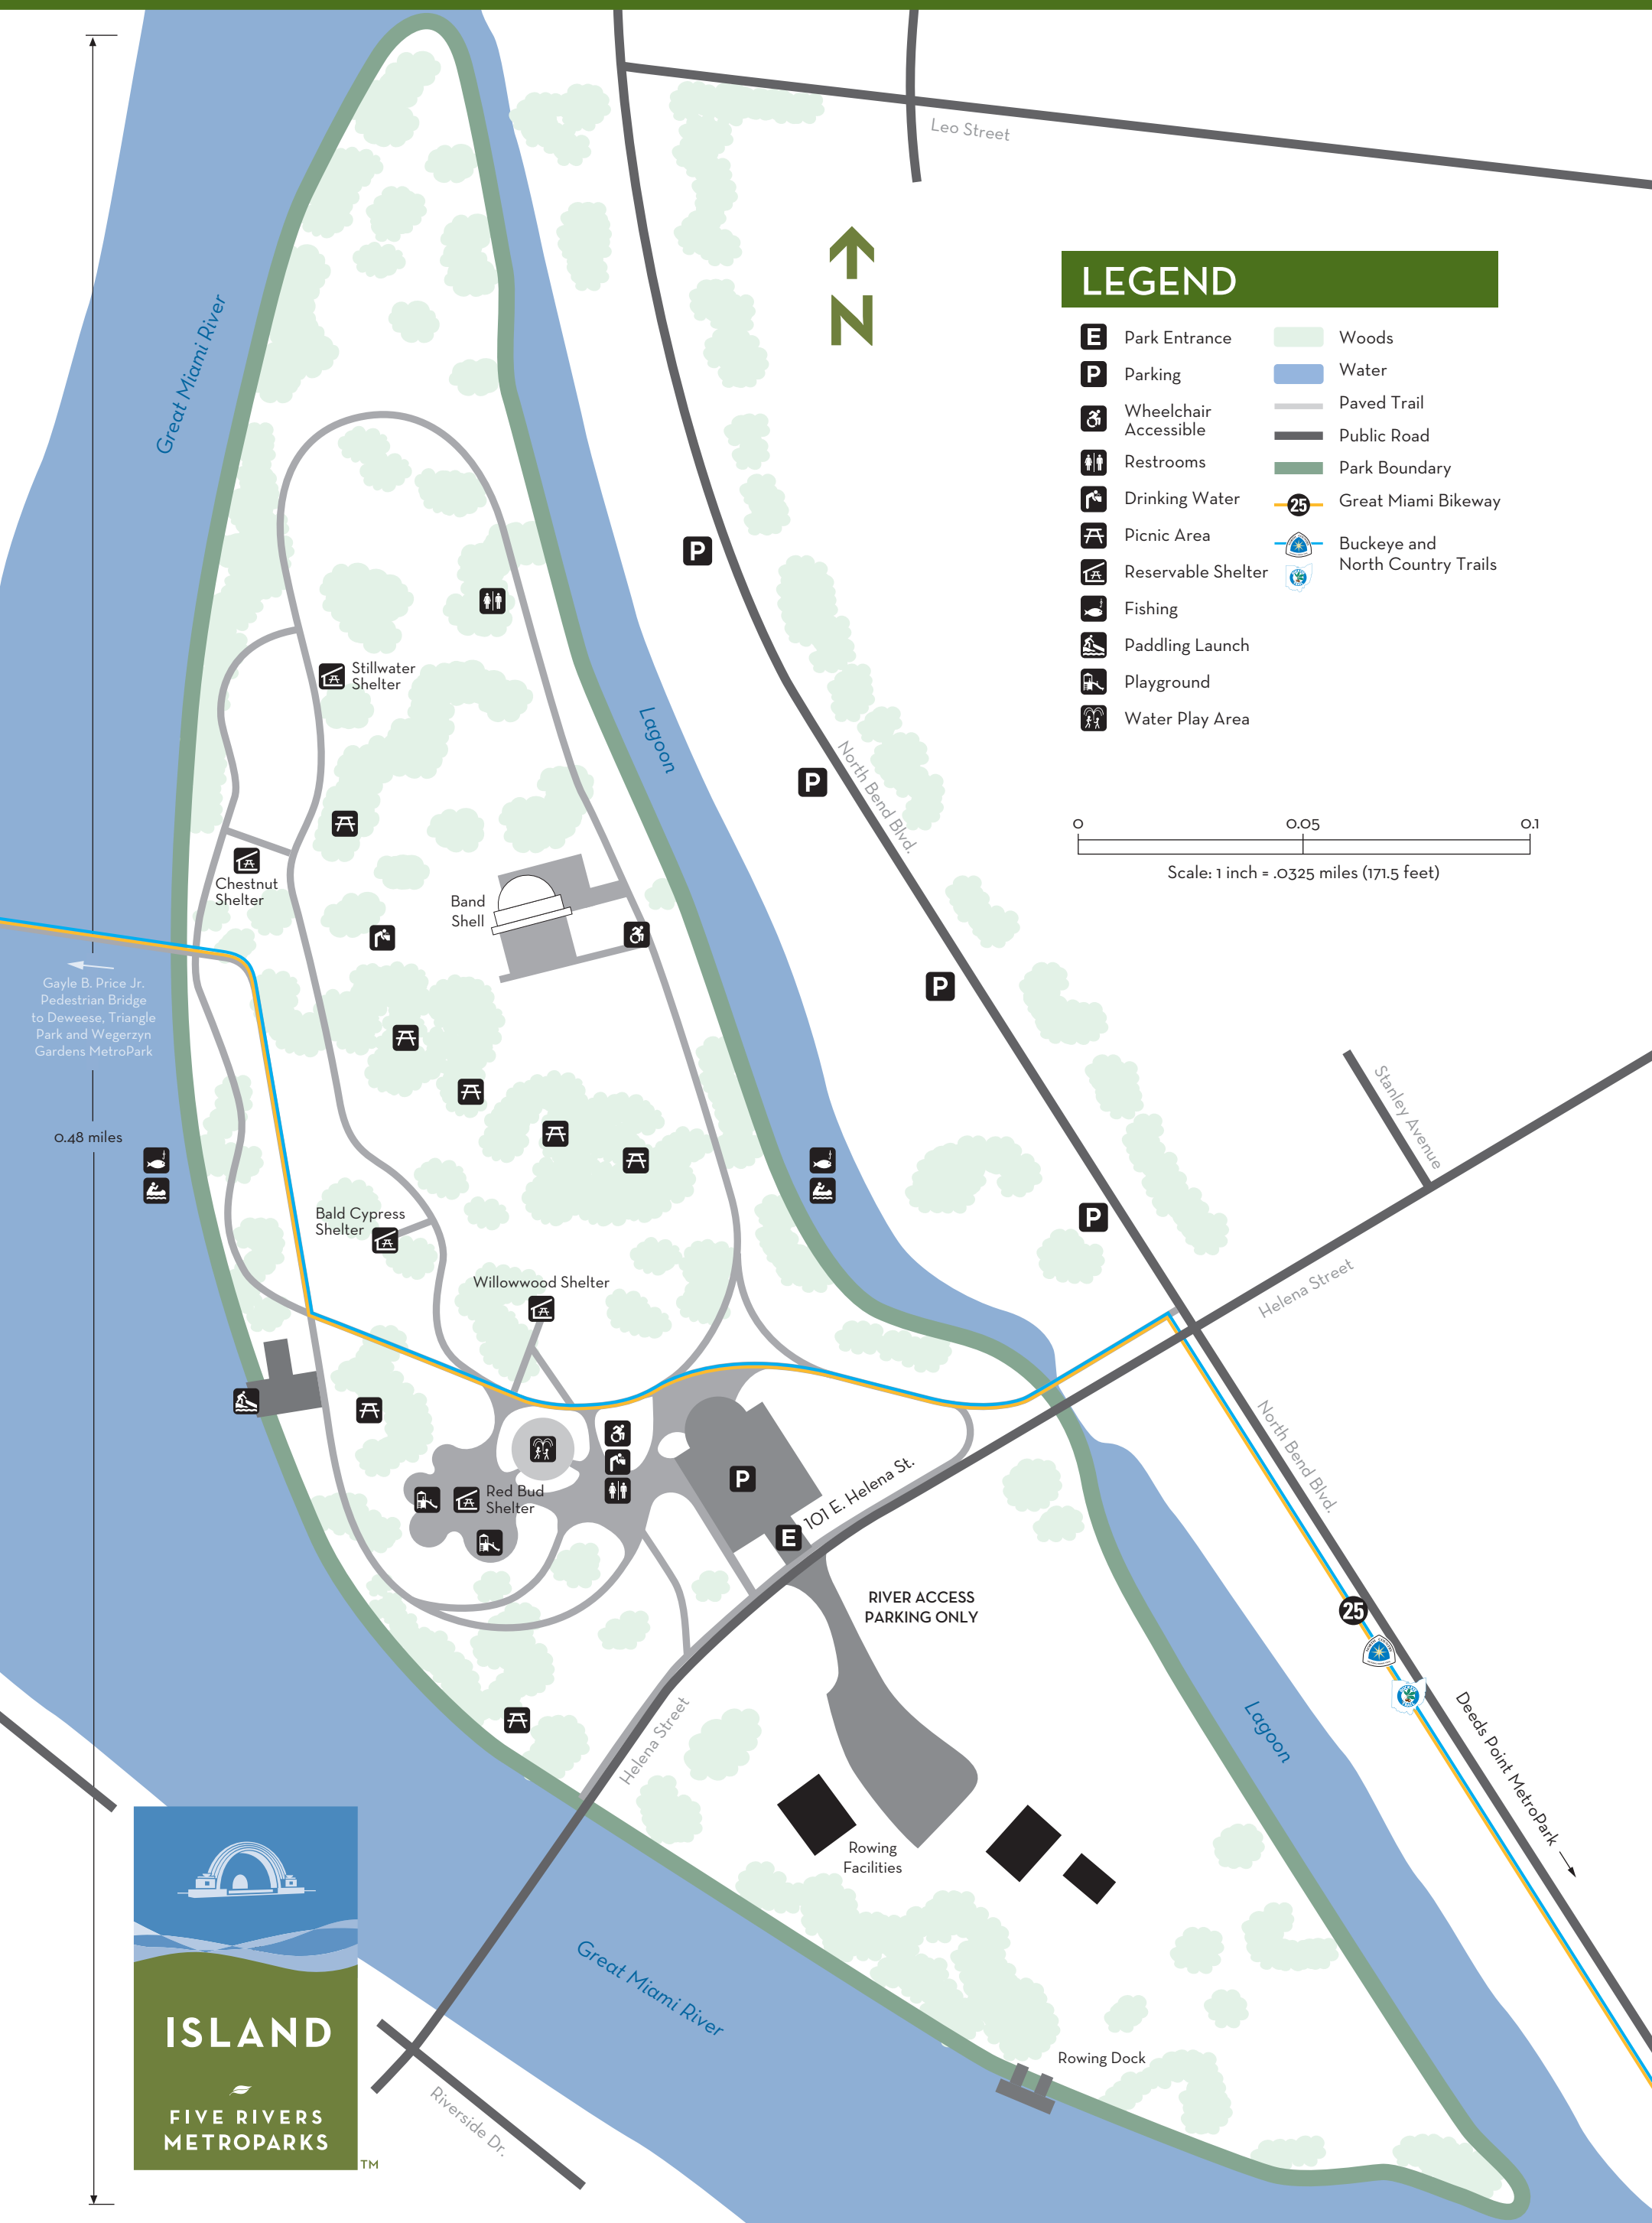 Leo Street
N
Great Miami River
LEGEND
E Park Entrance
P Parking
Wheelchair
Accessible
Restrooms
Drinking Water
Picnic Area
Reservable Shelter
Fishing
Paddling Launch
Playground
Water Play Area
Woods
Water
Paved Trail
Public Road
Park Boundary
25 Great Miami Bikeway
Buckeye and
North Country Trails
P
Stillwater
Shelter
Lagoon
P
North Bend Blvd.
0 0.05 0.1
Scale: 1 inch = .0325 miles (171.5 feet)
Chestnut
Shelter
Band
Shell
Gayle B. Price Jr.
Pedestrian Bridge
to Deweese, Triangle
Park and Wegerzyn
Gardens MetroPark
P
Stanley Avenue
0.48 miles
Bald Cypress
Shelter
P
Willowwood Shelter
Helena Street
North Bend Blvd.
P
Red Bud
Shelter
E
101 E. Helena St.
RIVER ACCESS
PARKING ONLY
25
Helena Street
Lagoon
Deeds Point MetroPark
Rowing
Facilities
Great Miami River
ISLAND
FIVE RIVERS
METROPARKS
TM
Rowing Dock
Riverside Dr.